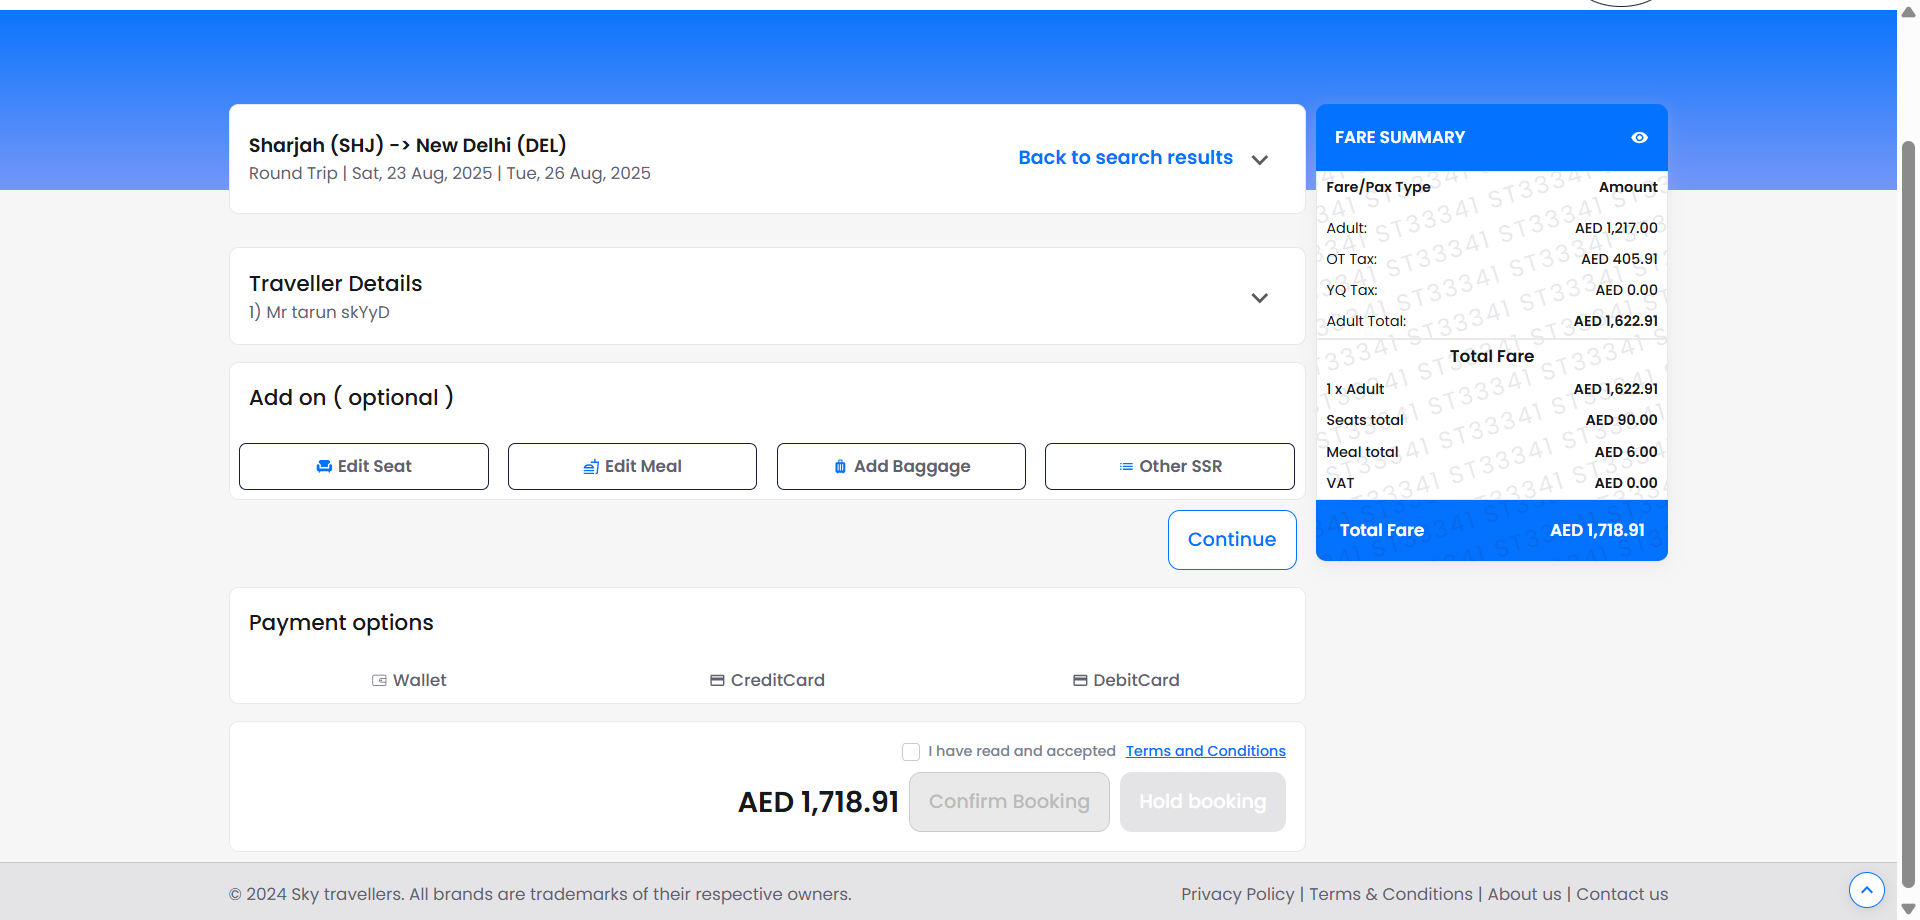 Sharjah (SHJ) -> New Delhi (DEL)
Round Trip | Sat, 23 Aug, 2025 | Tue, 26 Aug, 2025
Back to search results
Traveller Details
1) Mr tarun skYyD
Add on ( optional )
Edit Seat
Edit Meal
Add Baggage
Other SSR
Continue
Payment options
Wallet
CreditCard
DebitCard
I have read and accepted Terms and Conditions
AED 1,718.91
Confirm Booking
Hold booking
FARE SUMMARY
Fare/Pax Type Amount
Adult: AED 1,217.00
OT Tax: AED 405.91
YQ Tax: AED 0.00
Adult Total: AED 1,622.91
Total Fare
1 x Adult AED 1,622.91
Seats total AED 90.00
Meal total AED 6.00
VAT AED 0.00
Total Fare AED 1,718.91
ST33341 ST33341 ST33341
© 2024 Sky travellers. All brands are trademarks of their respective owners.
Privacy Policy | Terms & Conditions | About us | Contact us